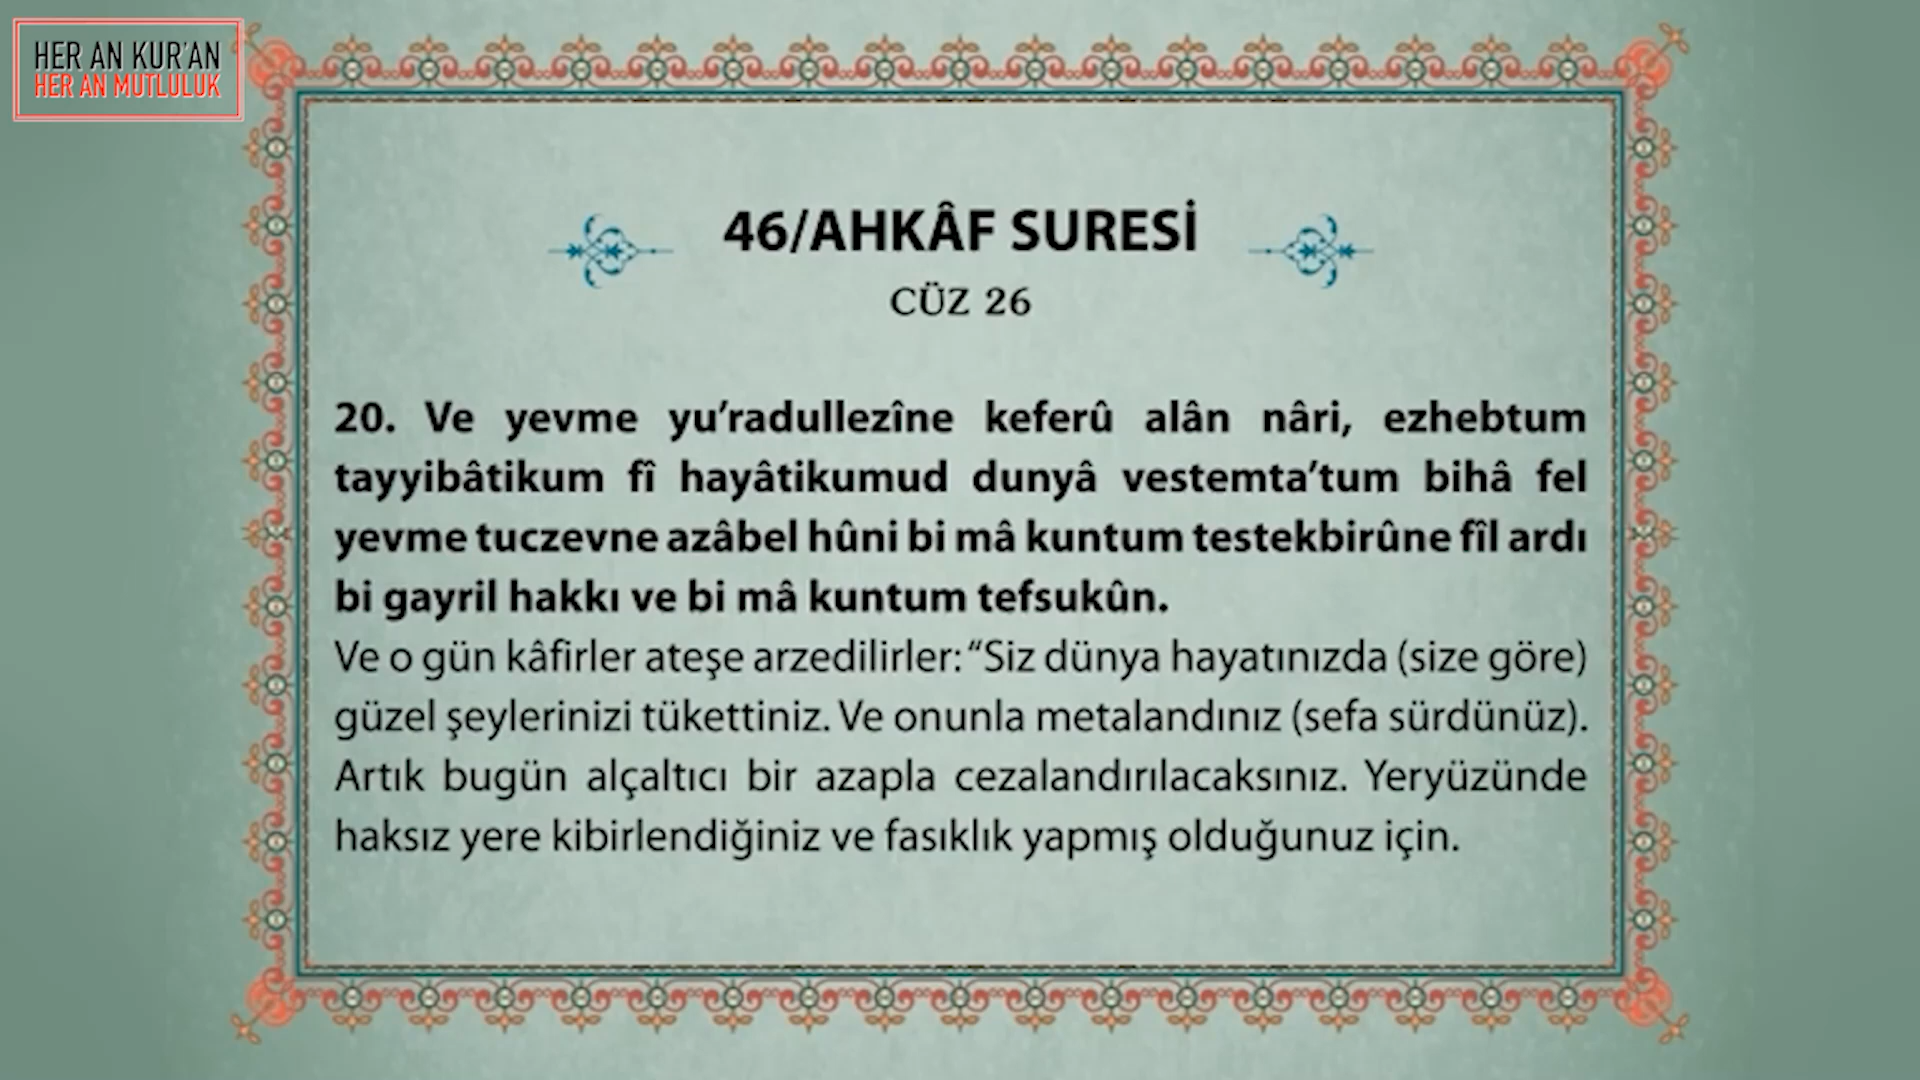 HER AN KUR'AN
HER AN MUTLULUK
46/AHKÂF SURESİ
CÜZ 26
20. Ve yevme yu’radullezîne keferû alân nâri, ezhebtum
tayyibâtikum fî hayâtikumud dunyâ vestemta’tum bihâ fel
yevme tuczevne azâbel hûni bi mâ kuntum testekbirûne fîl ardı
bi gayril hakkı ve bi mâ kuntum tefsukûn.
Ve o gün kâfirler ateşe arzedilirler: “Siz dünya hayatınızda (size göre)
güzel şeylerinizi tükettiniz. Ve onunla metalandınız (sefa sürdünüz).
Artık bugün alçaltıcı bir azapla cezalandırılacaksınız. Yeryüzünde
haksız yere kibirlendiğiniz ve fasıklık yapmış olduğunuz için.